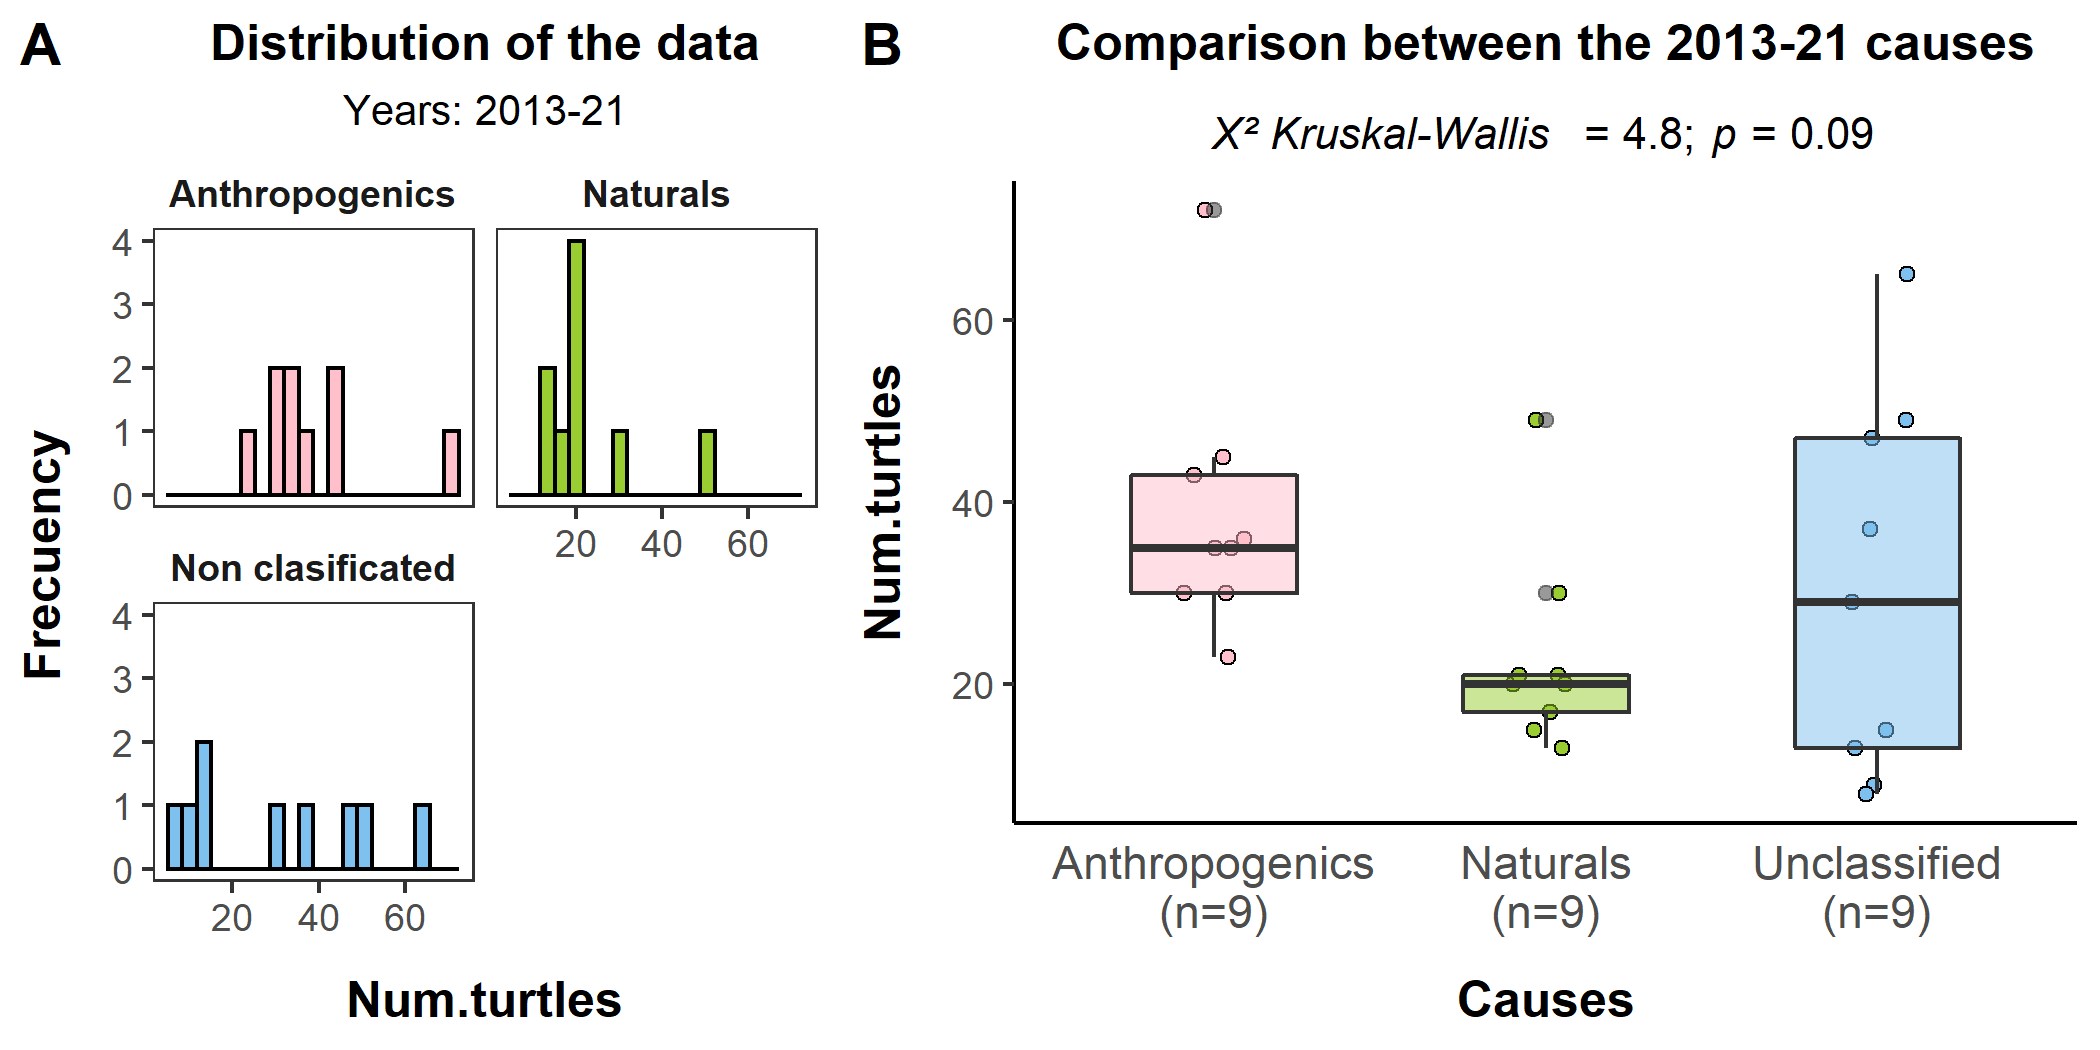 A
Distribution of the data
Years: 2013-21
Anthropogenics
Naturals
4
3
2
1
0
20 40 60
Non clasificated
4
3
2
1
0
20 40 60
Frecuency
Num.turtles
B
Comparison between the 2013-21 causes
X² Kruskal-Wallis = 4.8; p = 0.09
Num.turtles
60
40
20
Anthropogenics
(n=9)
Naturals
(n=9)
Unclassified
(n=9)
Causes